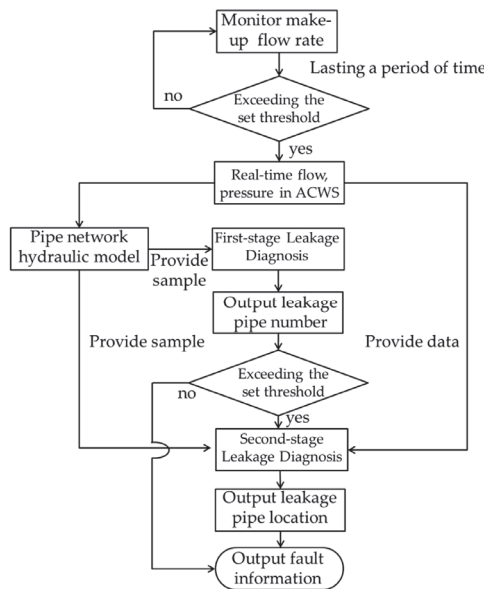 Monitor make-
up flow rate
Lasting a period of time
no
Exceeding the
set threshold
yes
Real-time flow,
pressure in ACWS
Pipe network
hydraulic model
Provide
sample
First-stage Leakage
Diagnosis
Output leakage
pipe number
Provide sample
Provide data
Exceeding the
set threshold
no
yes
Second-stage
Leakage Diagnosis
Output leakage
pipe location
Output fault
information